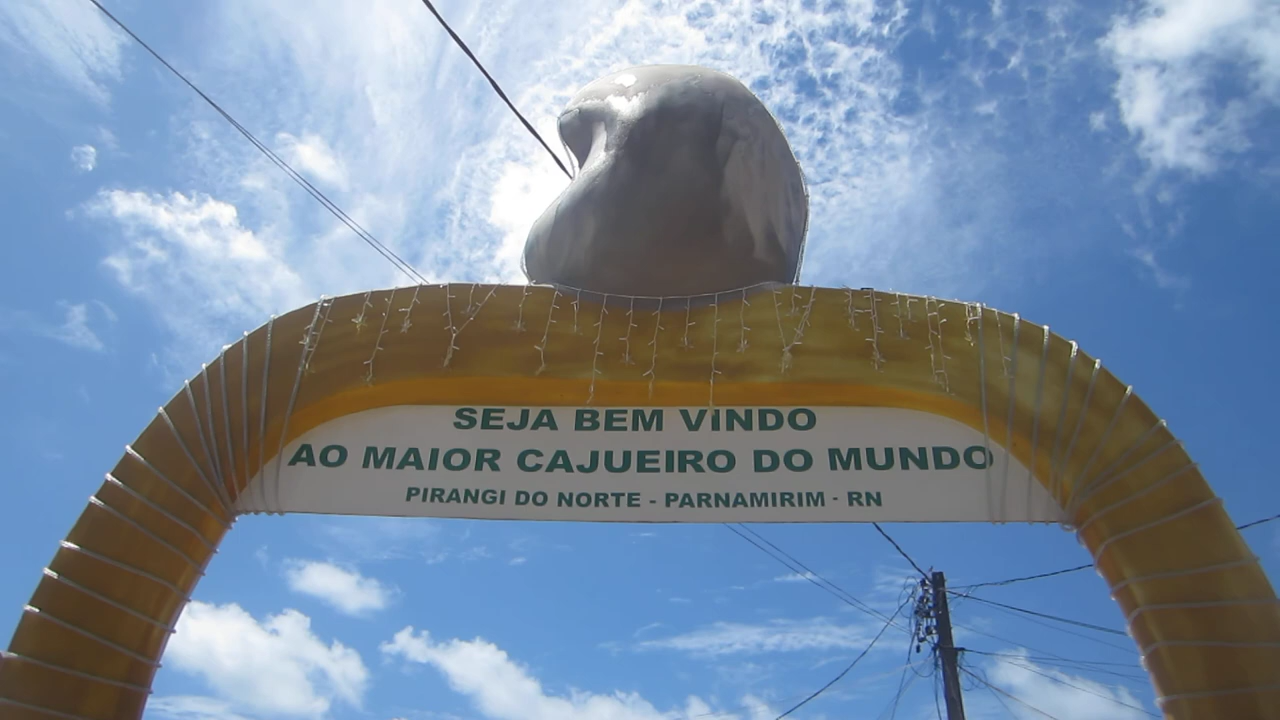 SEJA BEM VINDO
AO MAIOR CAJUEIRO DO MUNDO
PIRANGI DO NORTE - PARNAMIRIM - RN